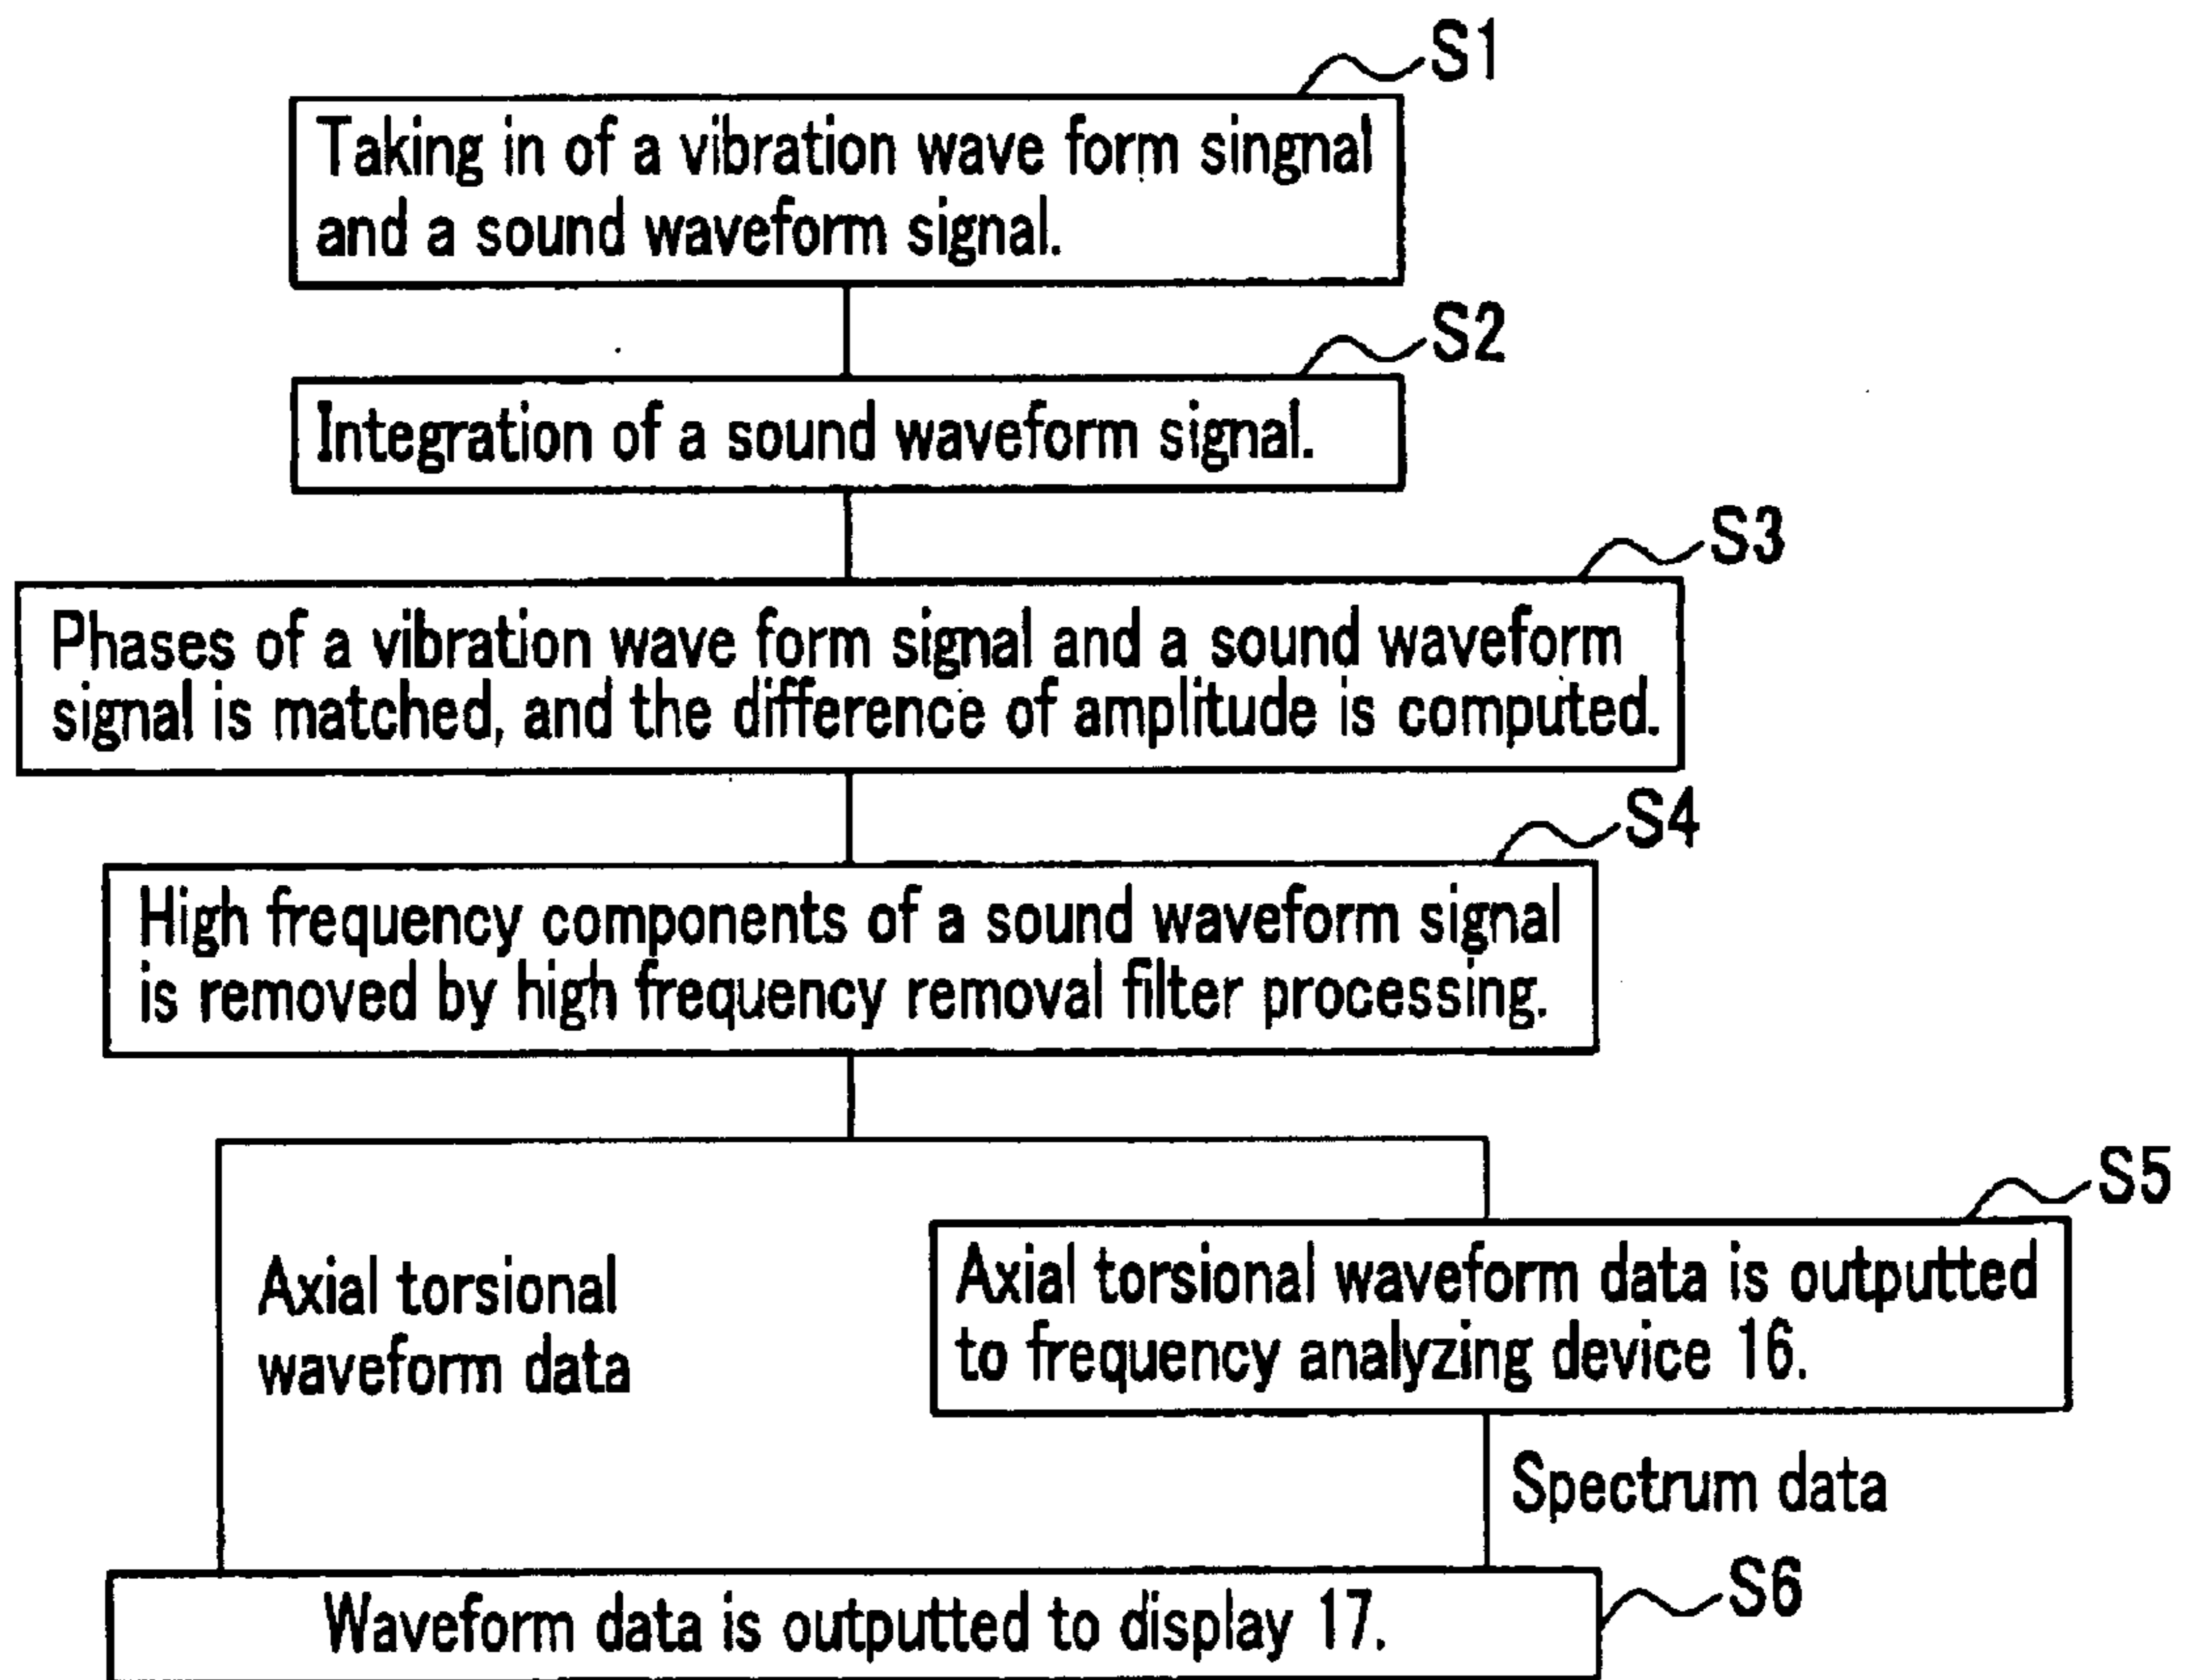 S1
Taking in of a vibration wave form singnal
and a sound waveform signal.
S2
Integration of a sound waveform signal.
S3
Phases of a vibration wave form signal and a sound waveform
signal is matched, and the difference of amplitude is computed.
S4
High frequency components of a sound waveform signal
is removed by high frequency removal filter processing.
S5
Axial torsional
waveform data
Axial torsional waveform data is outputted
to frequency analyzing device 16.
Spectrum data
S6
Waveform data is outputted to display 17.